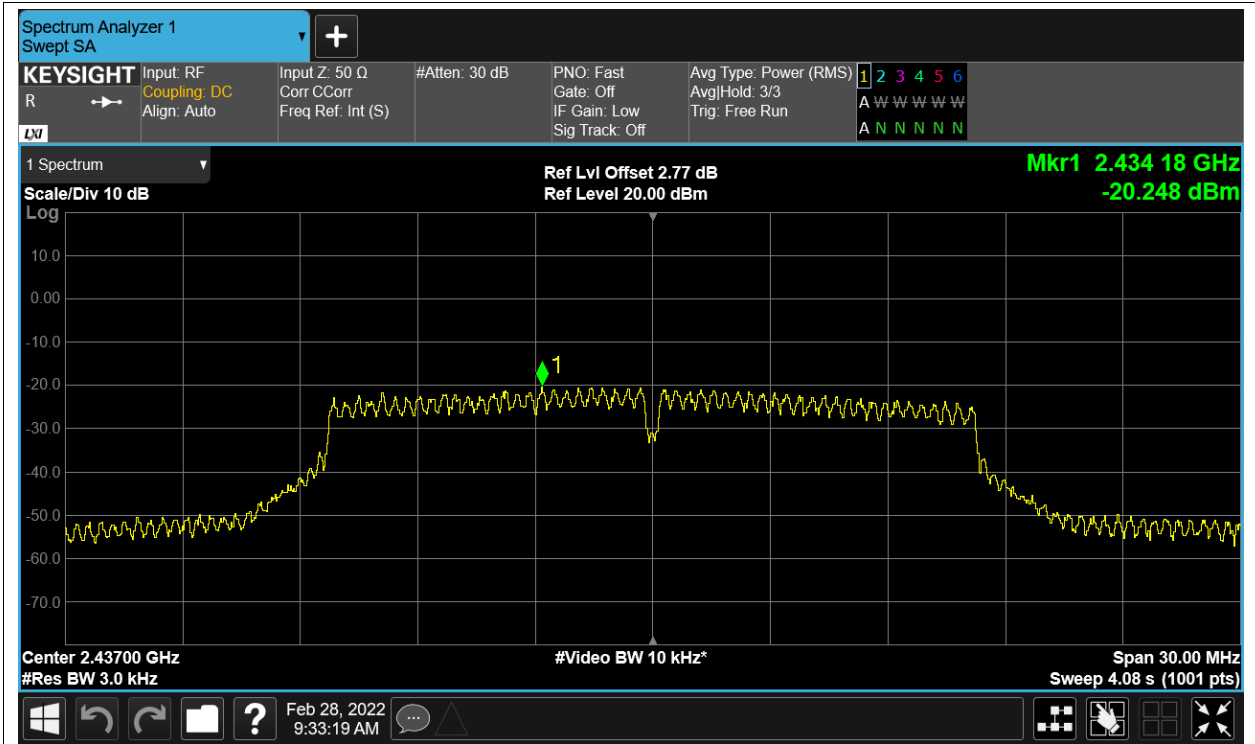 Spectrum Analyzer 1
Swept SA
+
KEYSIGHT
R
LXI
Input: RF
Coupling: DC
Align: Auto
Input Z: 50 Ω
Corr CCorr
Freq Ref: Int (S)
#Atten: 30 dB
PNO: Fast
Gate: Off
IF Gain: Low
Sig Track: Off
Avg Type: Power (RMS)
Avg|Hold: 3/3
Trig: Free Run
1 2 3 4 5 6
A W W W W W
A N N N N N
1 Spectrum
Scale/Div 10 dB
Log
Ref Lvl Offset 2.77 dB
Ref Level 20.00 dBm
Mkr1 2.434 18 GHz
-20.248 dBm
10.0
0.00
-10.0
-20.0
-30.0
-40.0
-50.0
-60.0
-70.0
1
Center 2.43700 GHz
#Res BW 3.0 kHz
#Video BW 10 kHz*
Span 30.00 MHz
Sweep 4.08 s (1001 pts)
?
Feb 28, 2022
9:33:19 AM